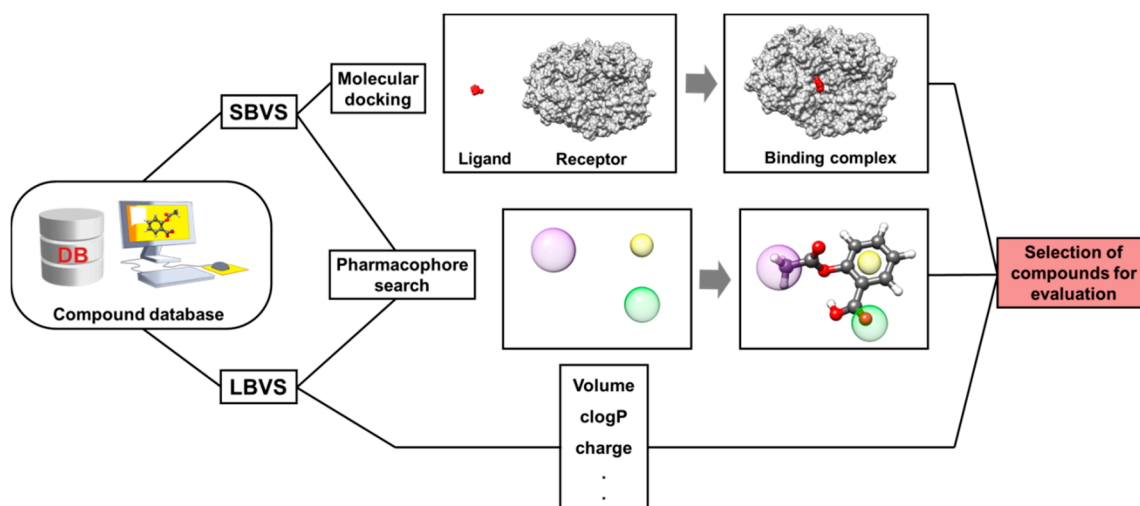 Molecular
docking
SBVS
Ligand
Receptor
Binding complex
DB
Compound database
Pharmacophore
search
Selection of
compounds for
evaluation
LBVS
Volume
clogP
charge
.
.